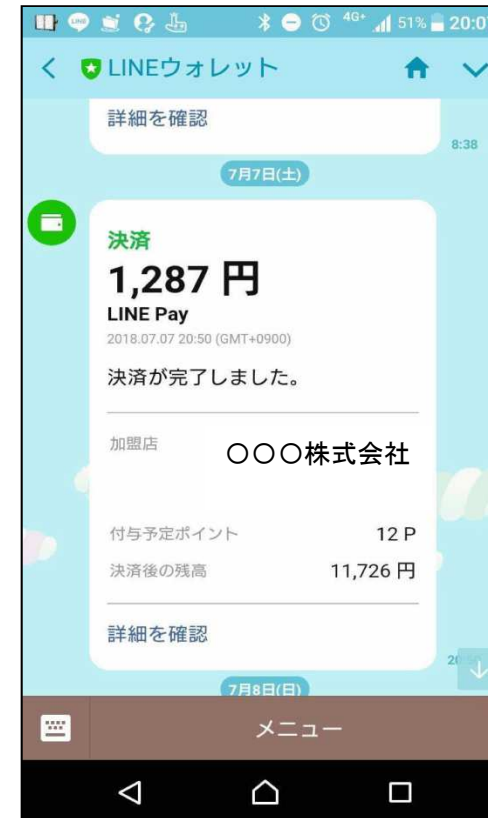 4G+ 51% 20:0
LINEウォレット
詳細を確認
8:38
7月7日(土)
決済
1,287 円
LINE Pay
2018.07.07 20:50 (GMT+0900)
決済が完了しました。
加盟店
〇〇〇株式会社
付与予定ポイント 12 P
決済後の残高 11,726 円
詳細を確認
7月8日(日)
メニュー